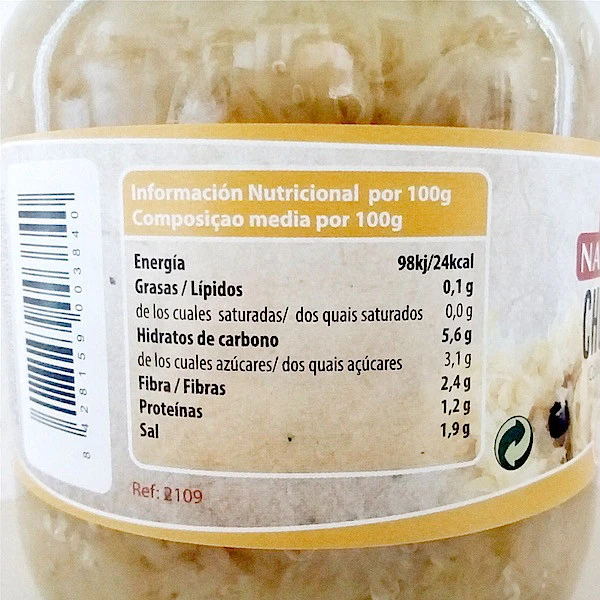 Información Nutricional por 100g
Composiçao media por 100g
Energía 98kj/24kcal
Grasas / Lípidos 0,1 g
de los cuales saturadas/ dos quais saturados 0,0 g
Hidratos de carbono 5,6 g
de los cuales azúcares/ dos quais açúcares 3,1 g
Fibra / Fibras 2,4 g
Proteínas 1,2 g
Sal 1,9 g
Ref: 2109
8 428159 003840
NA
CH